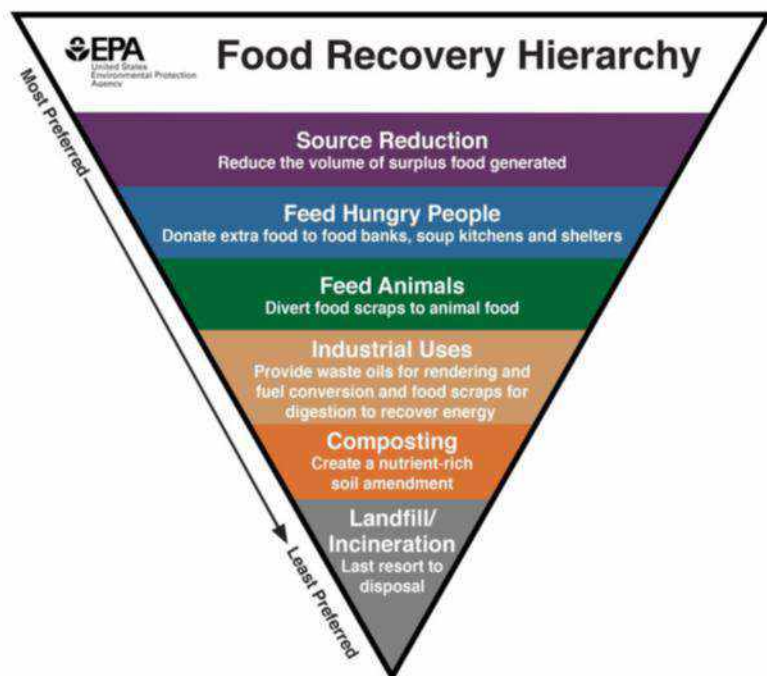 EPA
United States
Environmental Protection
Agency
Food Recovery Hierarchy
Most Preferred
Source Reduction
Reduce the volume of surplus food generated
Feed Hungry People
Donate extra food to food banks, soup kitchens and shelters
Feed Animals
Divert food scraps to animal food
Industrial Uses
Provide waste oils for rendering and
fuel conversion and food scraps for
digestion to recover energy
Composting
Create a nutrient-rich
soil amendment
Landfill/
Incineration
Last resort to
disposal
Least Preferred